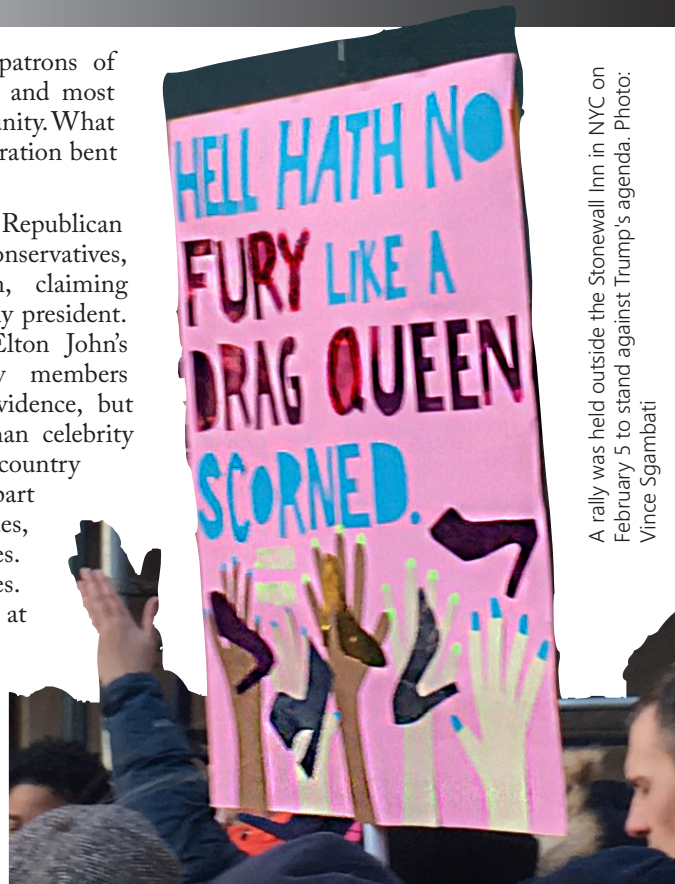 patrons of
and most
unity. What
ration bent
Republican
onservatives,
claiming
y president.
Elton John's
members
vidence, but
an celebrity
country
part
es,
es.
es.
at
HELL HATH NO
FURY LIKE A
DRAG QUEEN
SCORNED.
A rally was held outside the Stonewall Inn in NYC on
February 5 to stand against Trump's agenda. Photo:
Vince Sgambati